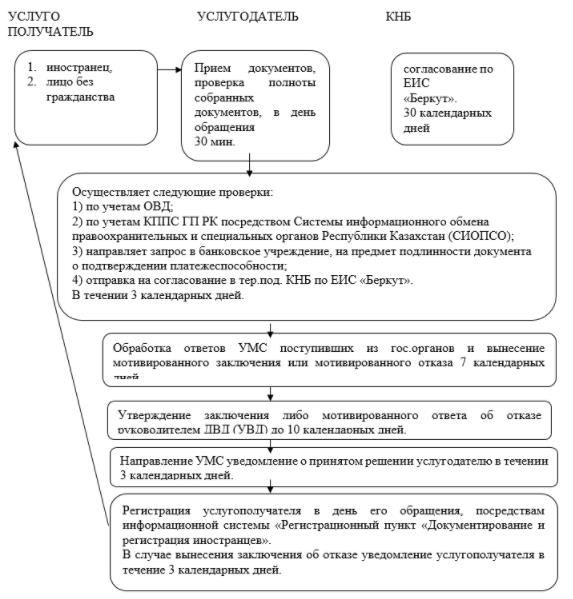 УСЛУГО
ПОЛУЧАТЕЛЬ
УСЛУГОДАТЕЛЬ
КНБ
1. иностранец,
2. лицо без
гражданства
Прием документов,
проверка полноты
собранных
документов, в день
обращения
30 мин.
согласование по
ЕИС
«Беркут».
30 календарных
дней
Осуществляет следующие проверки:
1) по учетам ОВД;
2) по учетам КППС ГП РК посредством Системы информационного обмена
правоохранительных и специальных органов Республики Казахстан (СИОПСО);
3) направляет запрос в банковское учреждение, на предмет подлинности документа
о подтверждении платежеспособности;
4) отправка на согласование в тер.под. КНБ по ЕИС «Беркут».
В течении 3 календарных дней.
Обработка ответов УМС поступивших из гос.органов и вынесение
мотивированного заключения или мотивированного отказа 7 календарных
дней.
Утверждение заключения либо мотивированного ответа об отказе
руководителем ДВД (УВД) до 10 календарных дней.
Направление УМС уведомление о принятом решении услугодателю в течении
3 календарных дней.
Регистрация услугополучателя в день его обращения, посредствам
информационной системы «Регистрационный пункт «Документирование и
регистрация иностранцев».
В случае вынесения заключения об отказе уведомление услугополучателя в
течение 3 календарных дней.